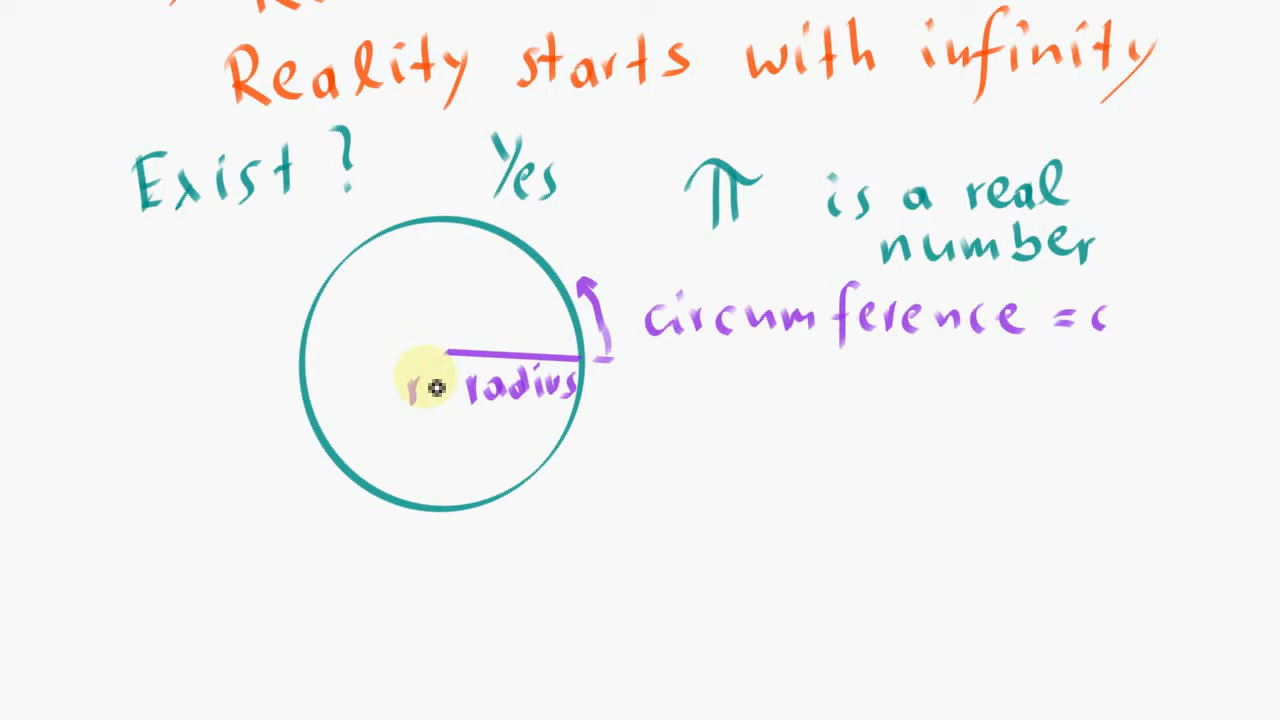 Reality starts with infinity
Exist? Yes π is a real
number
circumference = c
r radius